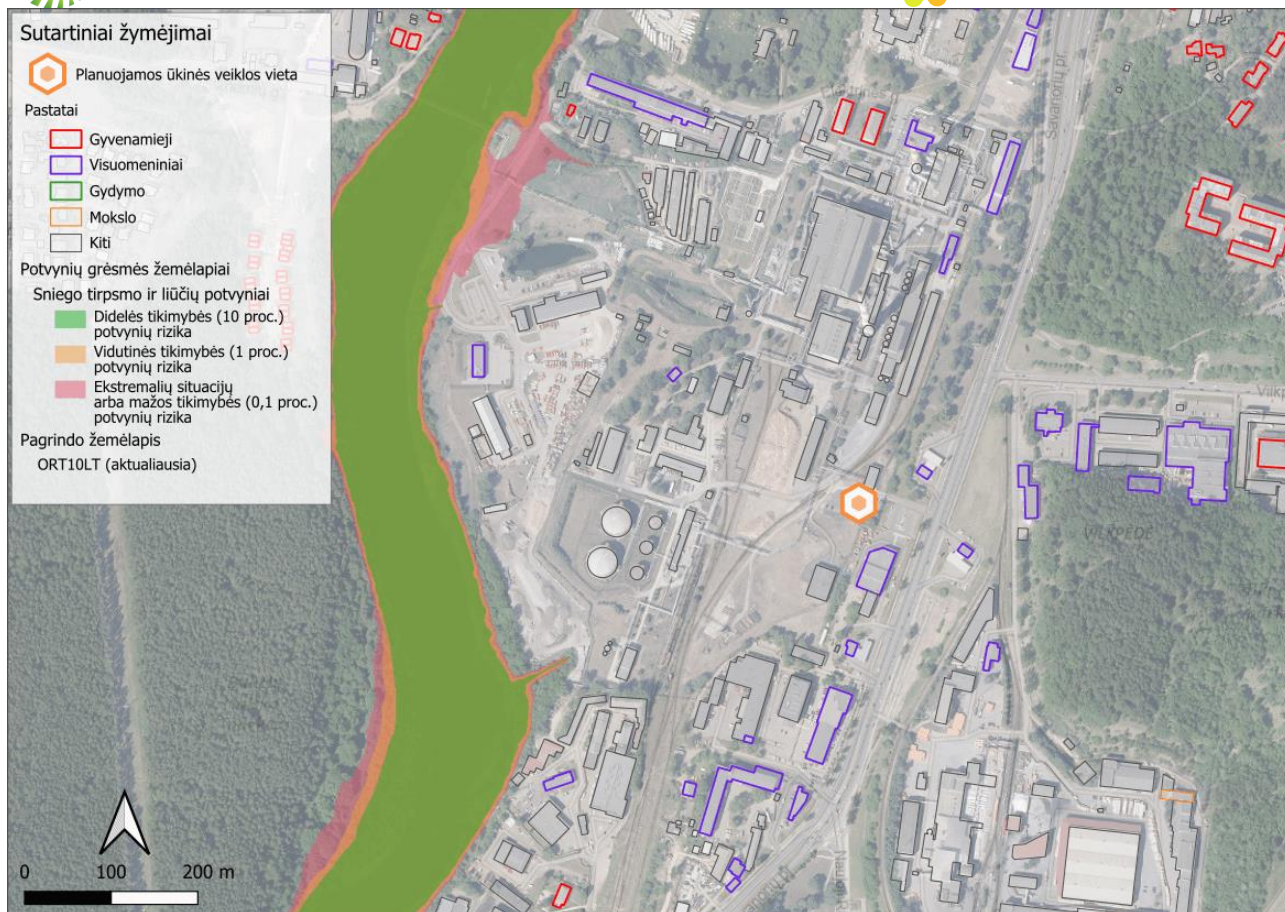 Sutartiniai žymėjimai
Planuojamos ūkinės veiklos vieta
Pastatai
Gyvenamieji
Visuomeniniai
Gydymo
Mokslo
Kiti
Potvynių grėsmės žemėlapiai
Sniego tirpsmo ir liūčių potvyniai
Didelės tikimybės (10 proc.)
potvynių rizika
Vidutinės tikimybės (1 proc.)
potvynių rizika
Ekstremalių situacijų
arba mažos tikimybės (0,1 proc.)
potvynių rizika
Pagrindo žemėlapis
ORT10LT (aktualiausia)
Savanorių pr.
VILKPĖDĖ
0 100 200 m